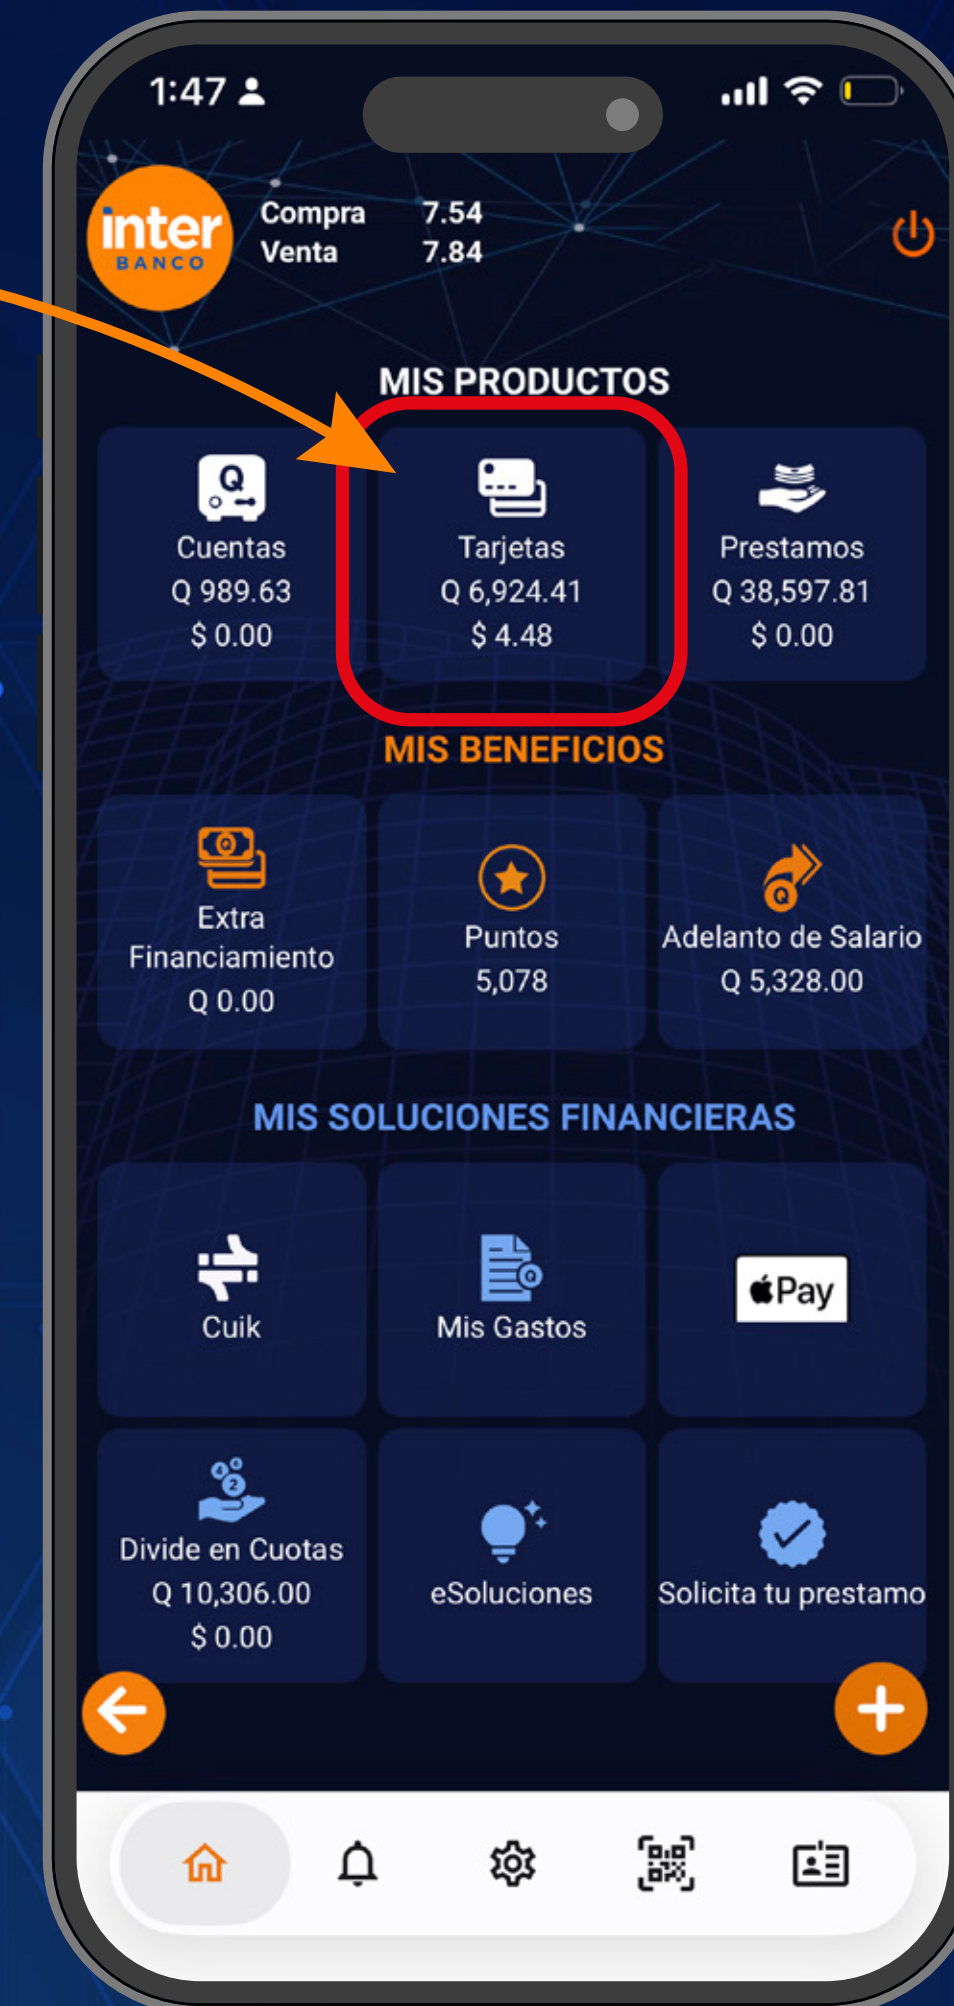 1:47
inter
BANCO
Compra 7.54
Venta 7.84
MIS PRODUCTOS
Q
Cuentas
Q 989.63
$ 0.00
Tarjetas
Q 6,924.41
$ 4.48
Prestamos
Q 38,597.81
$ 0.00
MIS BENEFICIOS
Extra
Financiamiento
Q 0.00
Puntos
5,078
Q
Adelanto de Salario
Q 5,328.00
MIS SOLUCIONES FINANCIERAS
Cuik
Q
Mis Gastos
Pay
4 2
Divide en Cuotas
Q 10,306.00
$ 0.00
eSoluciones
Solicita tu prestamo